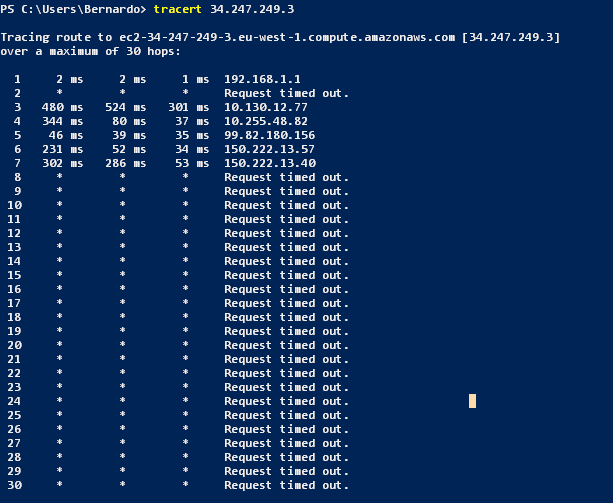 PS C:\Users\Bernardo> tracert 34.247.249.3
Tracing route to ec2-34-247-249-3.eu-west-1.compute.amazonaws.com [34.247.249.3]
over a maximum of 30 hops:
1 2 ms 2 ms 1 ms 192.168.1.1
2 * * * Request timed out.
3 480 ms 524 ms 301 ms 10.130.12.77
4 344 ms 80 ms 37 ms 10.255.48.82
5 46 ms 39 ms 35 ms 99.82.180.156
6 231 ms 52 ms 34 ms 150.222.13.57
7 302 ms 286 ms 53 ms 150.222.13.40
8 * * * Request timed out.
9 * * * Request timed out.
10 * * * Request timed out.
11 * * * Request timed out.
12 * * * Request timed out.
13 * * * Request timed out.
14 * * * Request timed out.
15 * * * Request timed out.
16 * * * Request timed out.
17 * * * Request timed out.
18 * * * Request timed out.
19 * * * Request timed out.
20 * * * Request timed out.
21 * * * Request timed out.
22 * * * Request timed out.
23 * * * Request timed out.
24 * * * Request timed out.
25 * * * Request timed out.
26 * * * Request timed out.
27 * * * Request timed out.
28 * * * Request timed out.
29 * * * Request timed out.
30 * * * Request timed out.